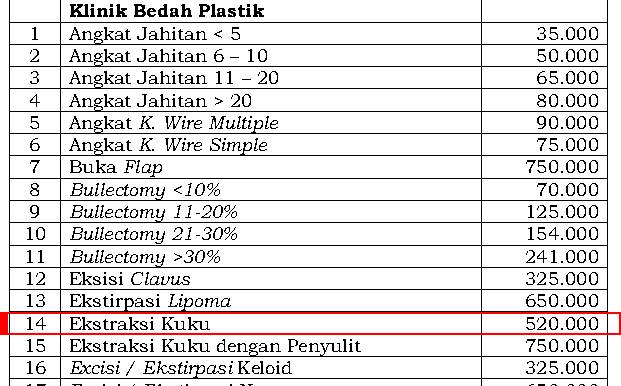 Klinik Bedah Plastik
1 Angkat Jahitan < 5 35.000
2 Angkat Jahitan 6 – 10 50.000
3 Angkat Jahitan 11 – 20 65.000
4 Angkat Jahitan > 20 80.000
5 Angkat K. Wire Multiple 90.000
6 Angkat K. Wire Simple 75.000
7 Buka Flap 750.000
8 Bullectomy <10% 70.000
9 Bullectomy 11-20% 125.000
10 Bullectomy 21-30% 154.000
11 Bullectomy >30% 241.000
12 Eksisi Clavus 325.000
13 Ekstirpasi Lipoma 650.000
14 Ekstraksi Kuku 520.000
15 Ekstraksi Kuku dengan Penyulit 750.000
16 Excisi / Ekstirpasi Keloid 325.000